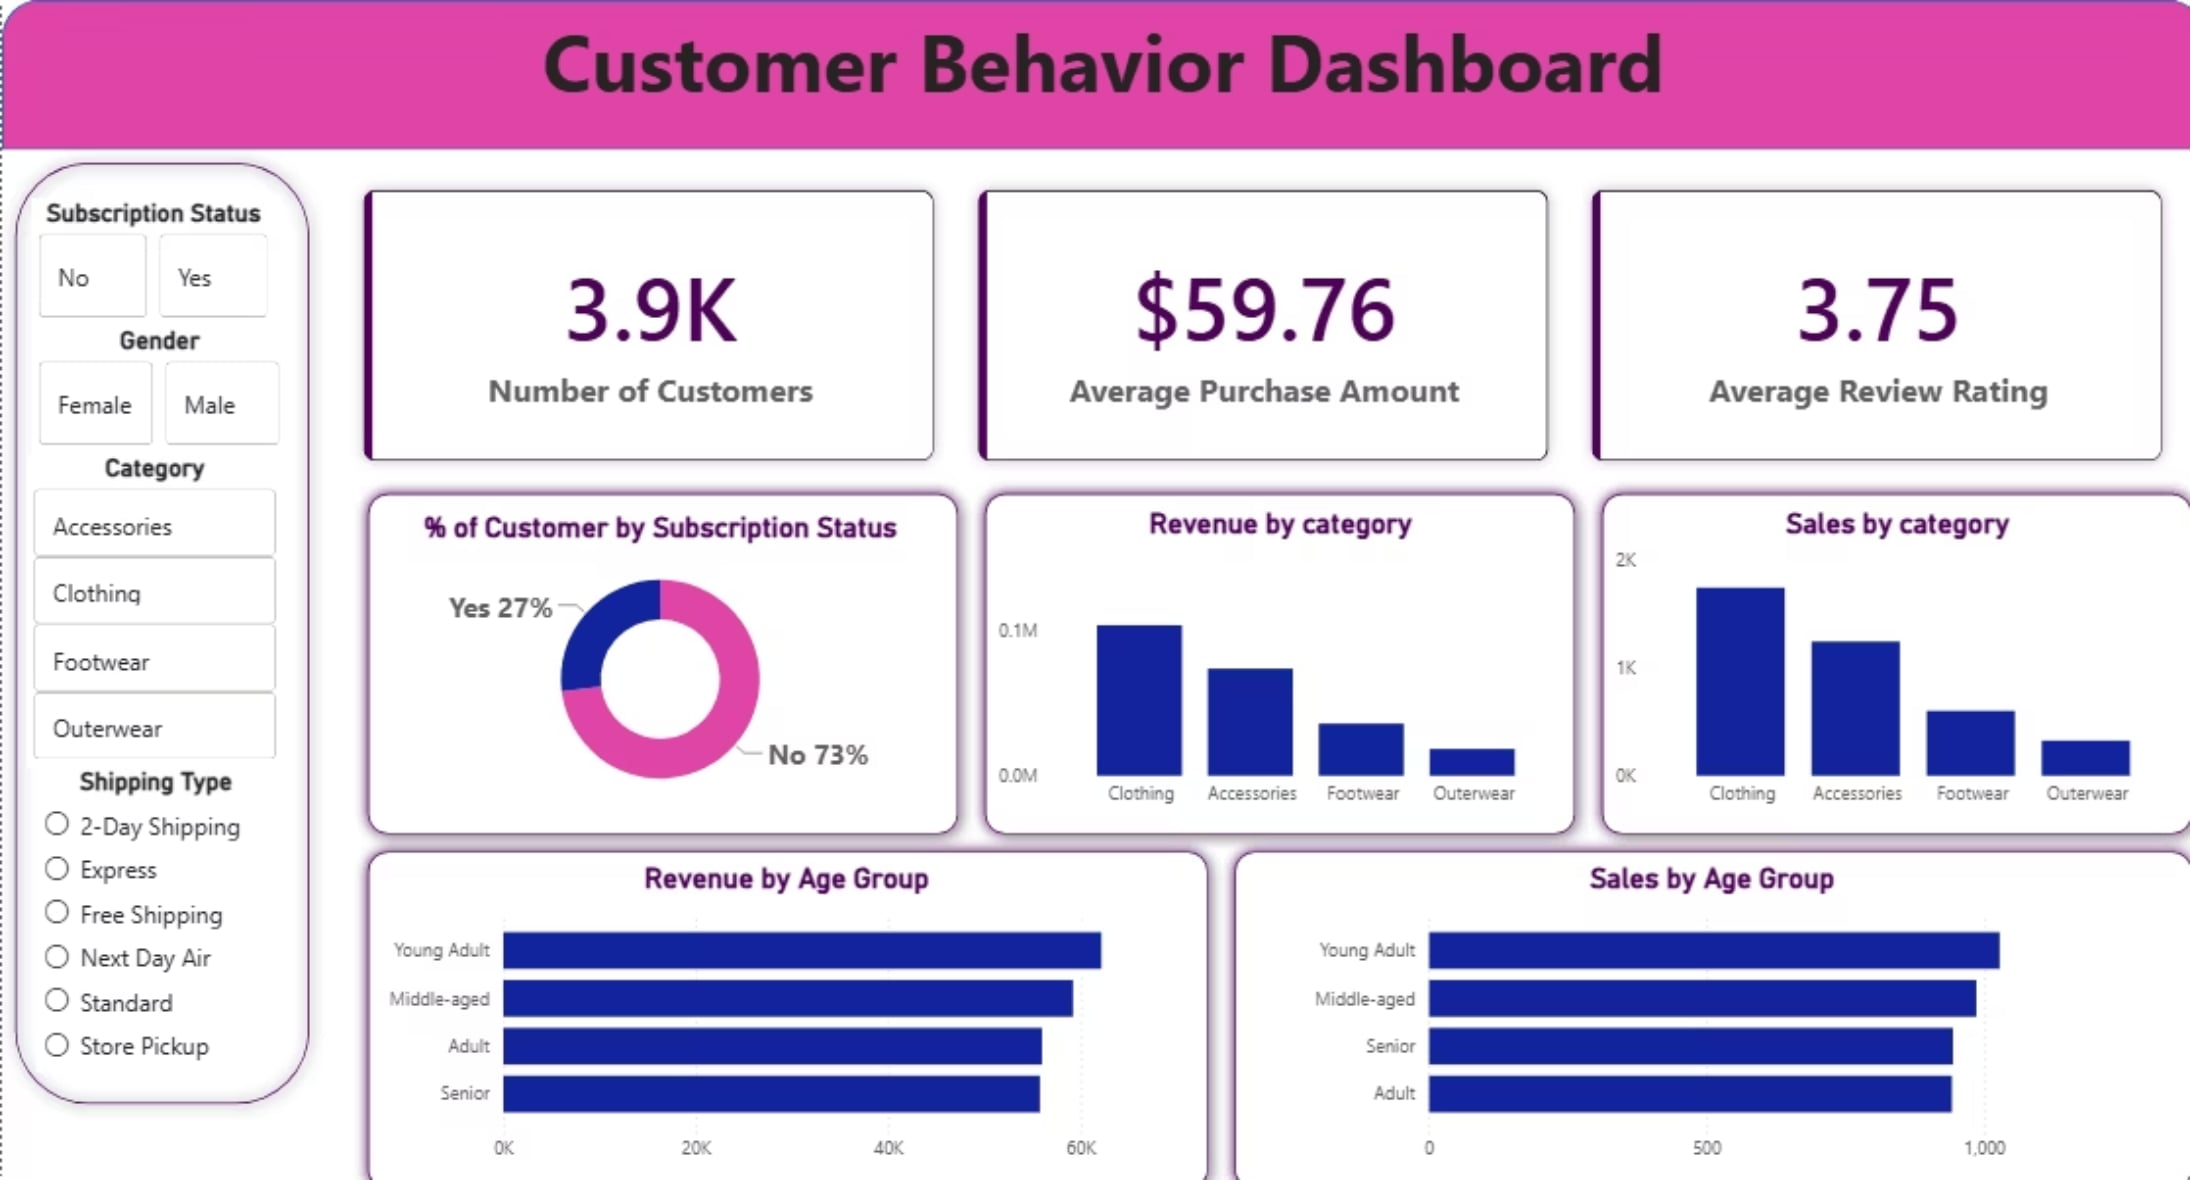 Customer Behavior Dashboard
Subscription Status
No
Yes
Gender
Female
Male
Category
Accessories
Clothing
Footwear
Outerwear
Shipping Type
2-Day Shipping
Express
Free Shipping
Next Day Air
Standard
Store Pickup
3.9K
Number of Customers
$59.76
Average Purchase Amount
3.75
Average Review Rating
% of Customer by Subscription Status
Yes 27%
No 73%
Revenue by category
0.1M
0.0M
Clothing
Accessories
Footwear
Outerwear
Sales by category
2K
1K
0K
Clothing
Accessories
Footwear
Outerwear
Revenue by Age Group
Young Adult
Middle-aged
Adult
Senior
0K
20K
40K
60K
Sales by Age Group
Young Adult
Middle-aged
Senior
Adult
0
500
1,000